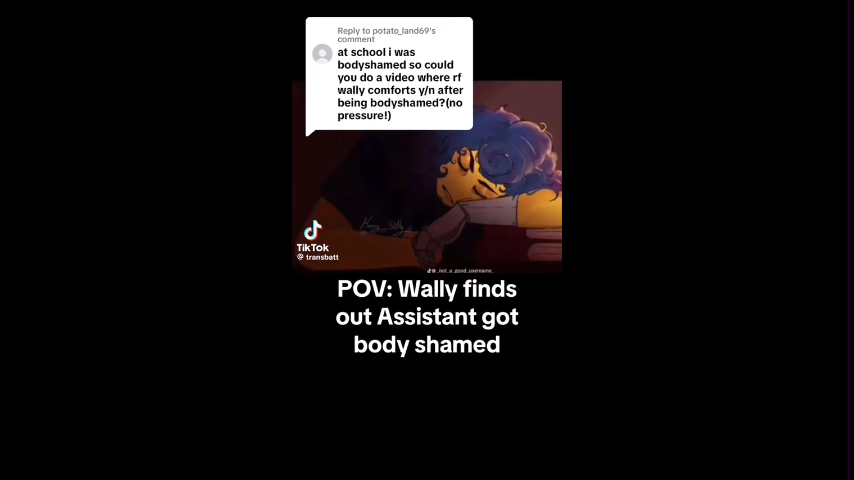 Reply to potato_land69's
comment
at school i was
bodyshamed so could
you do a video where rf
wally comforts y/n after
being bodyshamed?(no
pressure!)
TikTok
@ transbatt
@_not_a_good_username_
POV: Wally finds
out Assistant got
body shamed